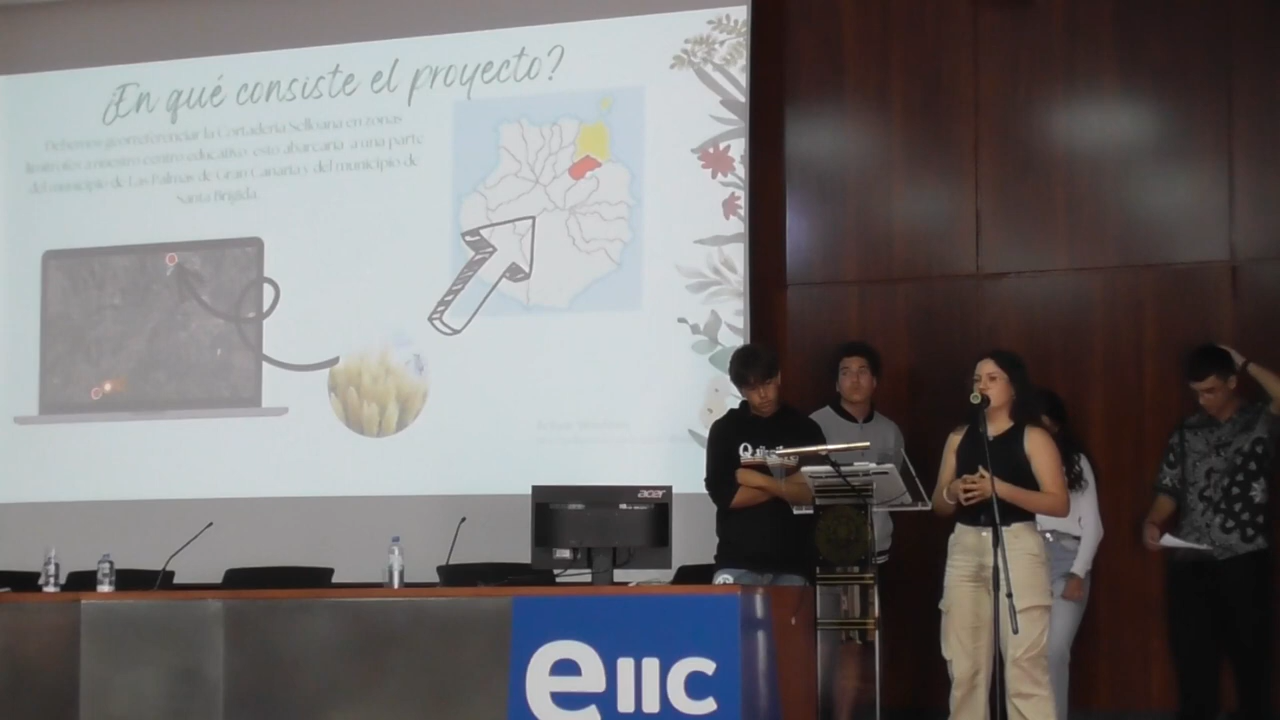 ¿En qué consiste el proyecto?
Debemos georreferenciar la Cortaderia Selloana en zonas
limítrofes a nuestro centro educativo, esto abarcaría a una parte
del municipio de Las Palmas de Gran Canaria y del municipio de
Santa Brígida
acer
Q
eIIC